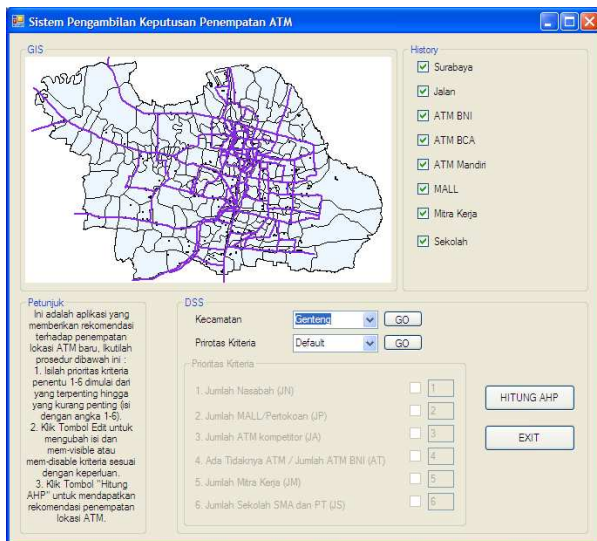 Sistem Pengambilan Keputusan Penempatan ATM
GIS
History
Surabaya
Jalan
ATM BNI
ATM BCA
ATM Mandiri
MALL
Mitra Kerja
Sekolah
Petunjuk
Ini adalah aplikasi yang
memberikan rekomendasi
terhadap penempatan
lokasi ATM baru, Ikutilah
prosedur dibawah ini :
1. Isilah prioritas kriteria
penentu 1-6 dimulai dari
yang terpenting hingga
yang kurang penting (isi
dengan angka 1-6).
2. Klik Tombol Edit untuk
mengubah isi dan
mem-visible atau
mem-disable kriteria sesuai
dengan keperluan.
3. Klik Tombol "Hitung
AHP" untuk mendapatkan
rekomendasi penempatan
lokasi ATM.
DSS
Kecamatan Genteng GO
Prirotas Kriteria Default GO
Prioritas Kriteria
1. Jumlah Nasabah (JN) 1
2. Jumlah MALL/Pertokoan (JP) 2
3. Jumlah ATM kompetitor (JA) 3
4. Ada Tidaknya ATM / Jumlah ATM BNI (AT) 4
5. Jumlah Mitra Kerja (JM) 5
6. Jumlah Sekolah SMA dan PT (JS) 6
HITUNG AHP
EXIT